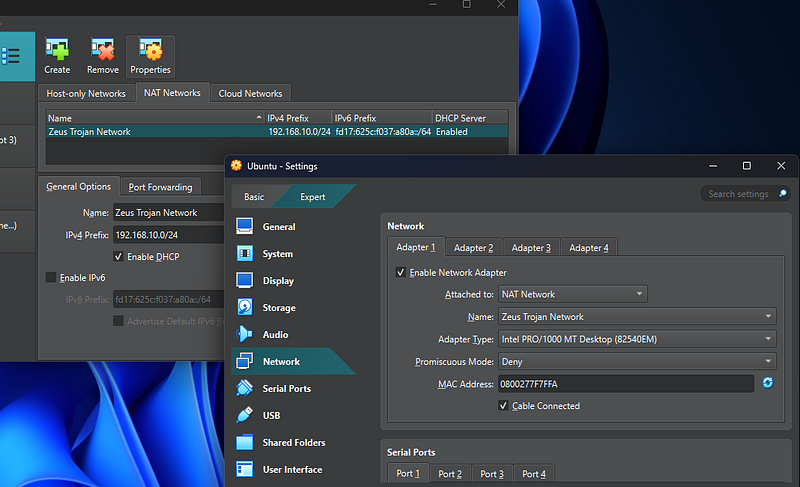 Create Remove Properties
Host-only Networks NAT Networks Cloud Networks
Name IPv4 Prefix IPv6 Prefix DHCP Server
Zeus Trojan Network 192.168.10.0/24 fd17:625c:f037:a80a::/64 Enabled
ot 3)
ne...)
General Options Port Forwarding
Name: Zeus Trojan Network
IPv4 Prefix: 192.168.10.0/24
Enable DHCP
Enable IPv6
IPv6 Prefix: fd17:625c:f037:a80a::/64
Advertise Default IPv6
Ubuntu - Settings
Basic Expert
Search settings
General
System
Display
Storage
Audio
Network
Serial Ports
USB
Shared Folders
User Interface
Network
Adapter 1 Adapter 2 Adapter 3 Adapter 4
Enable Network Adapter
Attached to: NAT Network
Name: Zeus Trojan Network
Adapter Type: Intel PRO/1000 MT Desktop (82540EM)
Promiscuous Mode: Deny
MAC Address: 0800277F7FFA
Cable Connected
Serial Ports
Port 1 Port 2 Port 3 Port 4